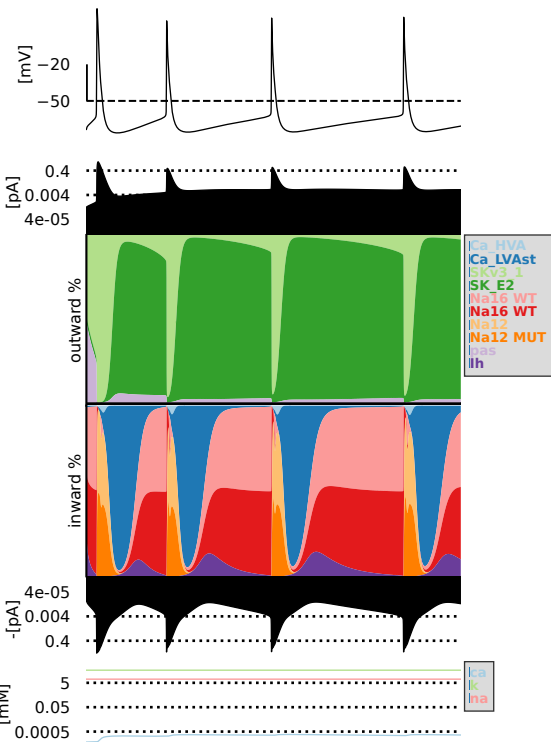 [mV]
−20
−50
[pA]
0.4
0.004
4e-05
outward %
Ca_HVA
Ca_LVAst
SKv3_1
SK_E2
Na16 WT
Na16 WT
Na12
Na12 MUT
pas
Ih
inward %
-[pA]
4e-05
0.004
0.4
[mM]
5
0.05
0.0005
ca
k
na